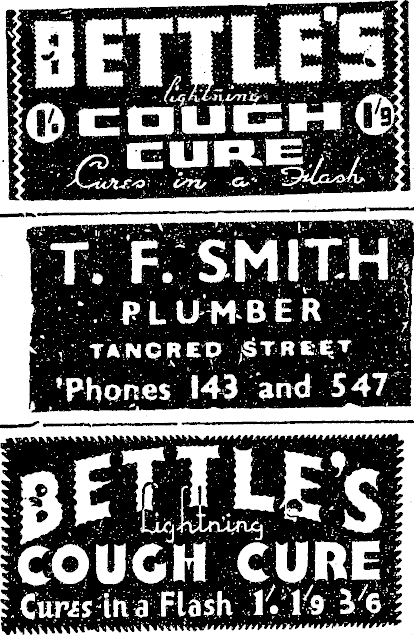 BETTLE'S
lightning
1/6 COUGH 1/9
CURE
Cures in a Flash
T. F. SMITH
PLUMBER
TANCRED STREET
'Phones 143 and 547
BETTLE'S
Lightning
COUGH CURE
Cures in a Flash 1/. 1/9 3/6